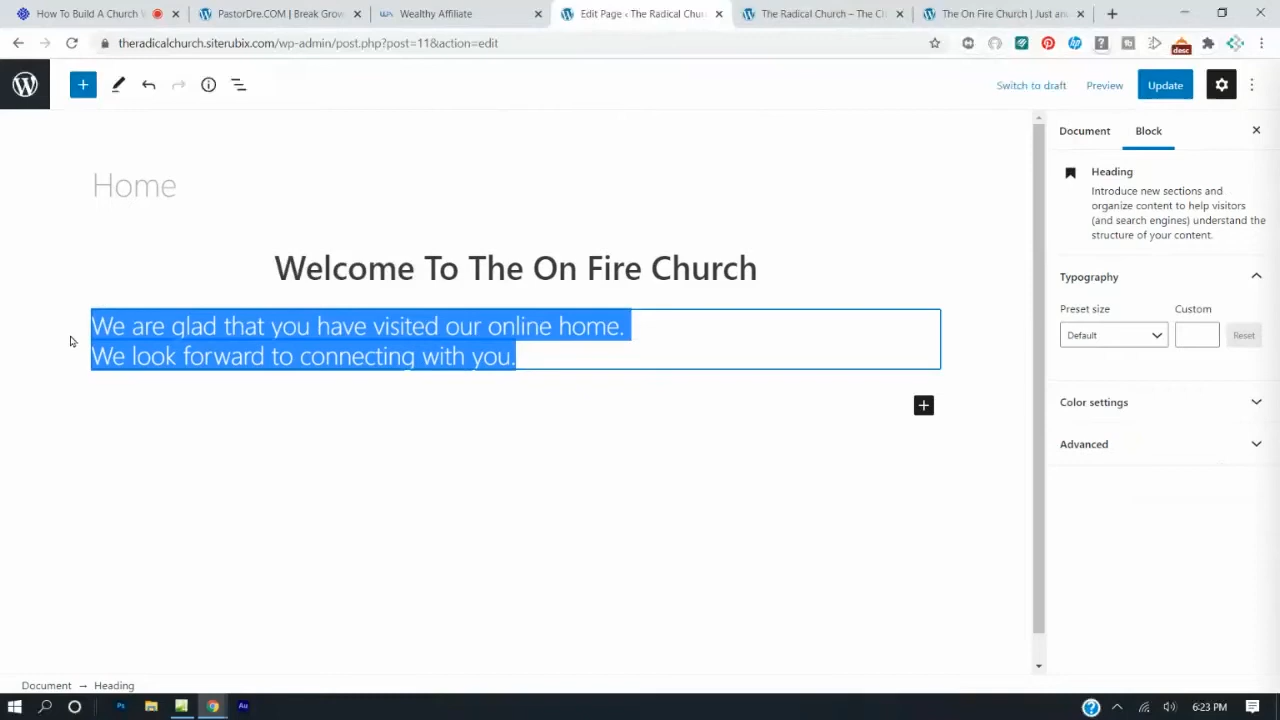 How To Build A Church W
PastorDre.COM | Break Grove
Wealthy Affiliate
Edit Page ‹ The Radical Church
The Radical Church – The Ch
The On Fire Church | Just an
theradicalchurch.siterubix.com/wp-admin/post.php?post=11&action=edit
desc
Switch to draft
Preview
Update
Document
Block
Home
Heading
Introduce new sections and
organize content to help visitors
(and search engines) understand the
structure of your content.
Welcome To The On Fire Church
Typography
Preset size
Custom
Default
Reset
We are glad that you have visited our online home.
We look forward to connecting with you.
Color settings
Advanced
Document → Heading
Ps
Au
6:23 PM